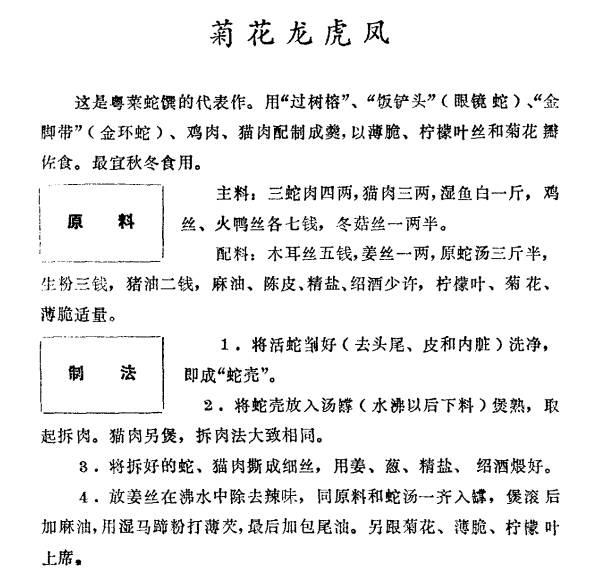 菊花龙虎凤
这是粤菜蛇馔的代表作。用“过树榕”、“饭铲头”（眼镜蛇）、“金
脚带”（金环蛇）、鸡肉、猫肉配制成羹，以薄脆、柠檬叶丝和菊花瓣
佐食。最宜秋冬食用。
原 料
主料：三蛇肉四两，猫肉三两，湿鱼白一斤，鸡
丝、火鸭丝各七钱，冬菇丝一两半。
配料：木耳丝五钱，姜丝一两，原蛇汤三斤半，
生粉三钱，猪油二钱，麻油、陈皮、精盐、绍酒少许，柠檬叶、菊花、
薄脆适量。
制 法
1．将活蛇㓥好（去头尾、皮和内脏）洗净，
即成“蛇壳”。
2．将蛇壳放入汤罉（水沸以后下料）煲熟，取
起拆肉。猫肉另煲，拆肉法大致相同。
3．将拆好的蛇、猫肉撕成细丝，用姜、葱、精盐、绍酒煨好。
4．放姜丝在沸水中除去辣味，同原料和蛇汤一齐入罉，煲滚后
加麻油，用湿马蹄粉打薄芡，最后加包尾油。另跟菊花、薄脆、柠檬叶
上席。